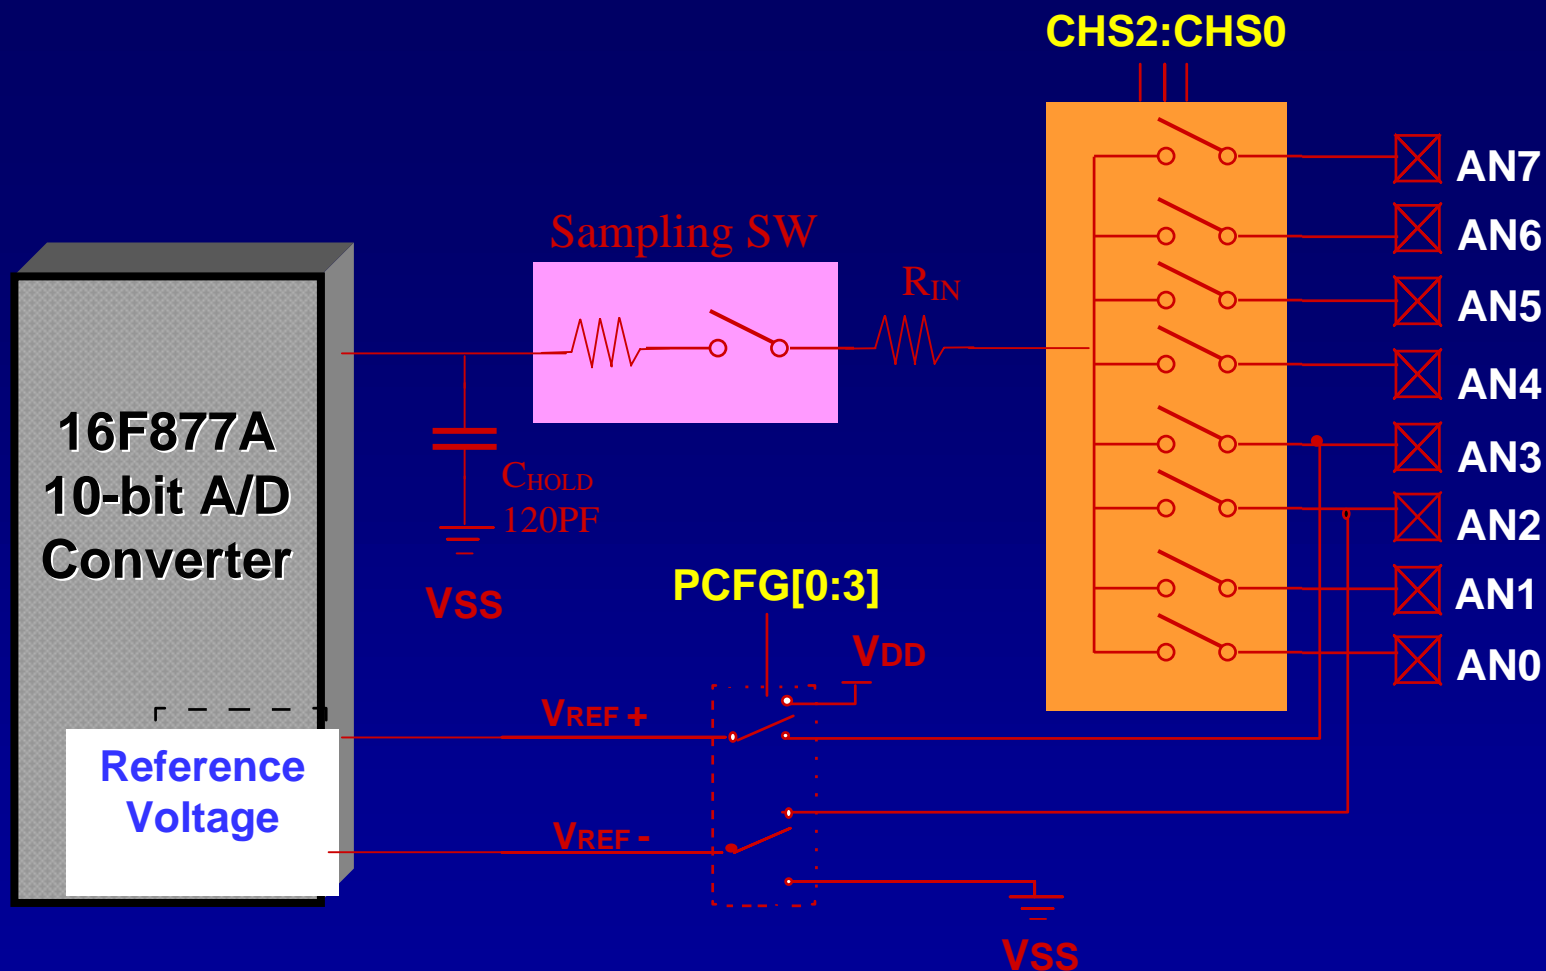 CHS2:CHS0
AN7
AN6
AN5
AN4
AN3
AN2
AN1
AN0
Sampling SW
RIN
16F877A
10-bit A/D
Converter
CHOLD
120PF
VSS
PCFG[0:3]
VDD
VREF +
Reference
Voltage
VREF -
VSS